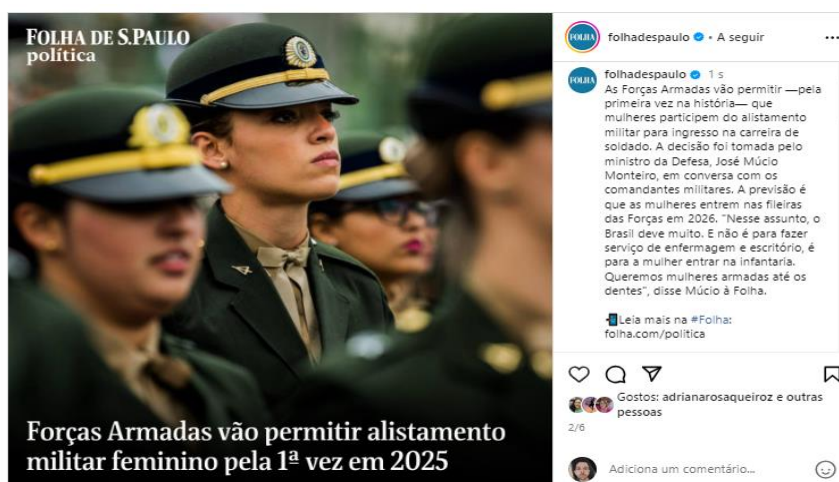 FOLHA DE S.PAULO
política
Forças Armadas vão permitir alistamento
militar feminino pela 1ª vez em 2025
FOLHA
folhadespaulo • A seguir
FOLHA
folhadespaulo 1 s
As Forças Armadas vão permitir —pela
primeira vez na história— que
mulheres participem do alistamento
militar para ingresso na carreira de
soldado. A decisão foi tomada pelo
ministro da Defesa, José Múcio
Monteiro, em conversa com os
comandantes militares. A previsão é
que as mulheres entrem nas fileiras
das Forças em 2026. "Nesse assunto, o
Brasil deve muito. E não é para fazer
serviço de enfermagem e escritório, é
para a mulher entrar na infantaria.
Queremos mulheres armadas até os
dentes", disse Múcio à Folha.
Leia mais na #Folha:
folha.com/politica
Gostos: adrianarosaqueiroz e outras
pessoas
2/6
Adiciona um comentário...